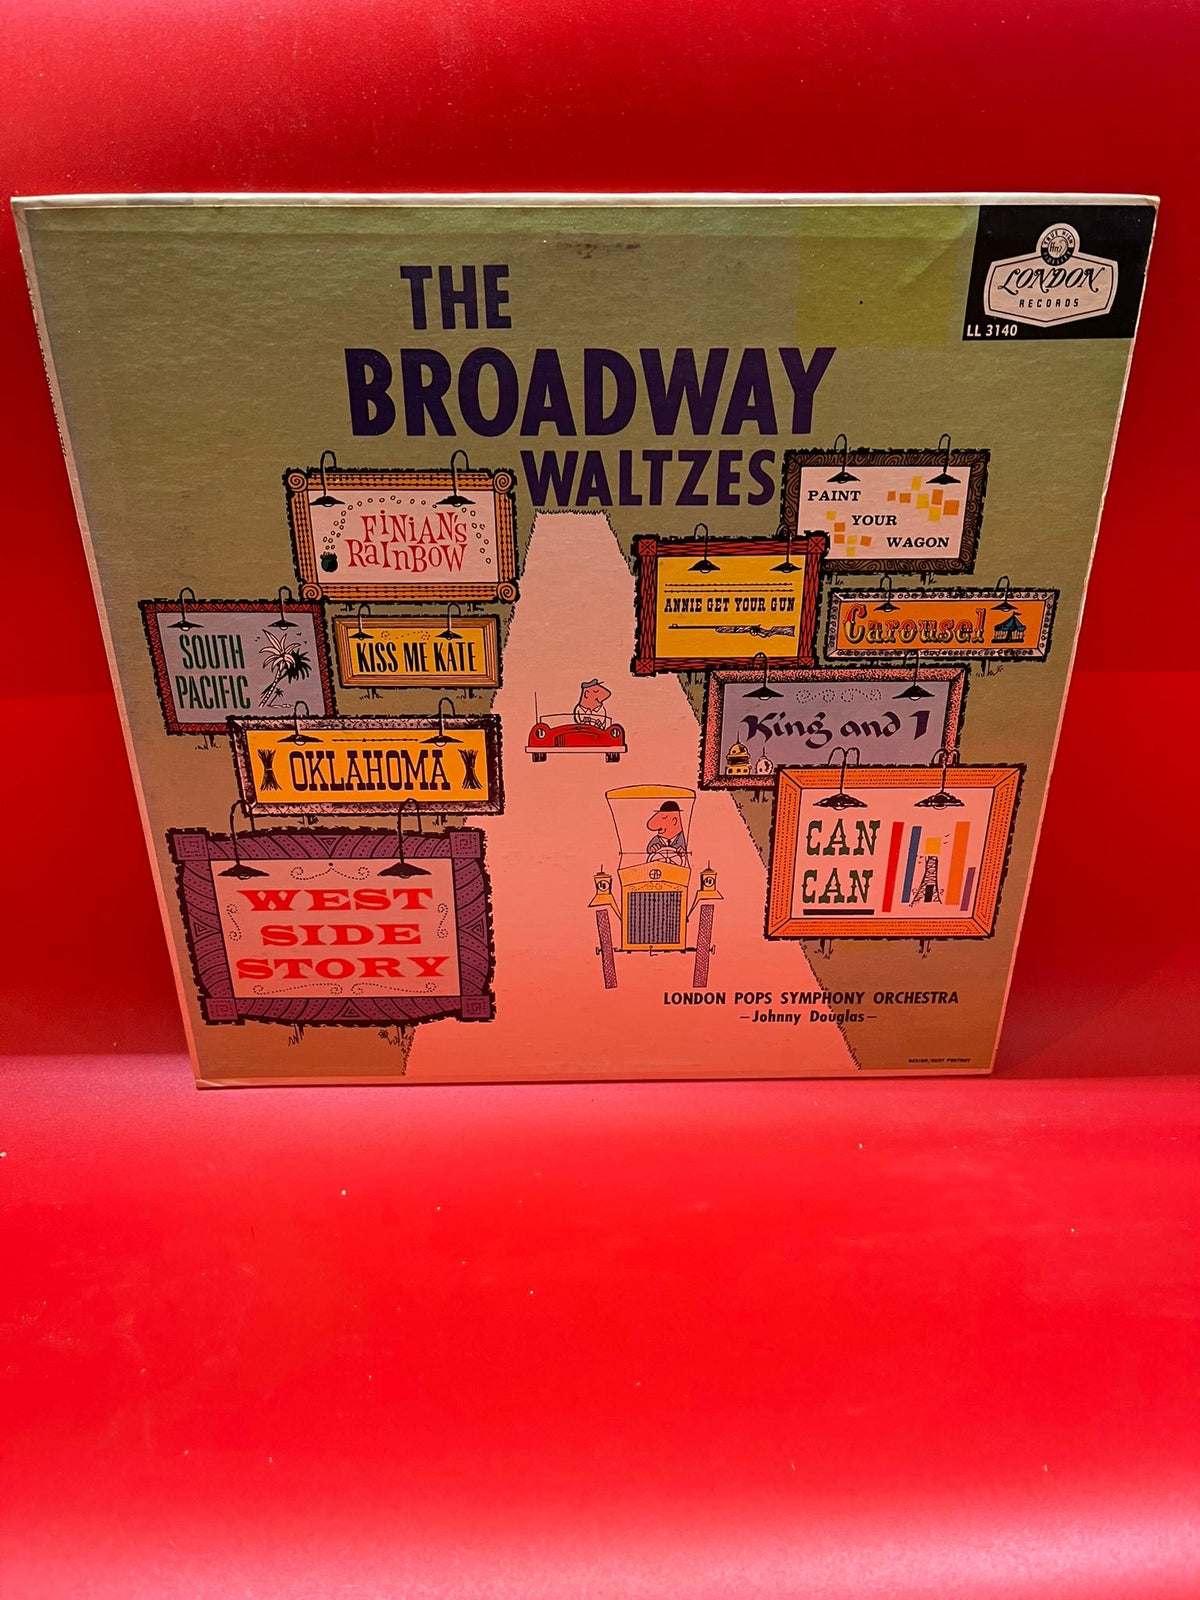 THE
BROADWAY
WALTZES
LONDON
RECORDS
LL 3140
FINIAN'S
RAINBOW
SOUTH
PACIFIC
KISS ME KATE
OKLAHOMA
WEST
SIDE
STORY
PAINT
YOUR
WAGON
ANNIE GET YOUR GUN
Carousel
King and I
CAN
CAN
LONDON POPS SYMPHONY ORCHESTRA
—Johnny Douglas—